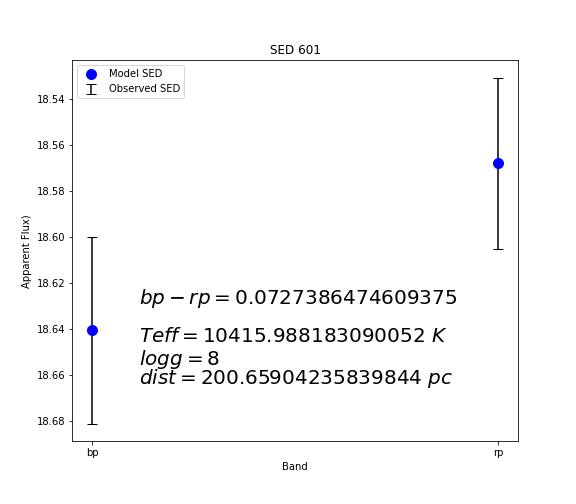 SED 601
Model SED
Observed SED
18.54
18.56
18.58
18.60
18.62
18.64
18.66
18.68
Apparent Flux)
bp − rp = 0.0727386474609375
Teff = 10415.988183090052 K
logg = 8
dist = 200.65904235839844 pc
bp
rp
Band